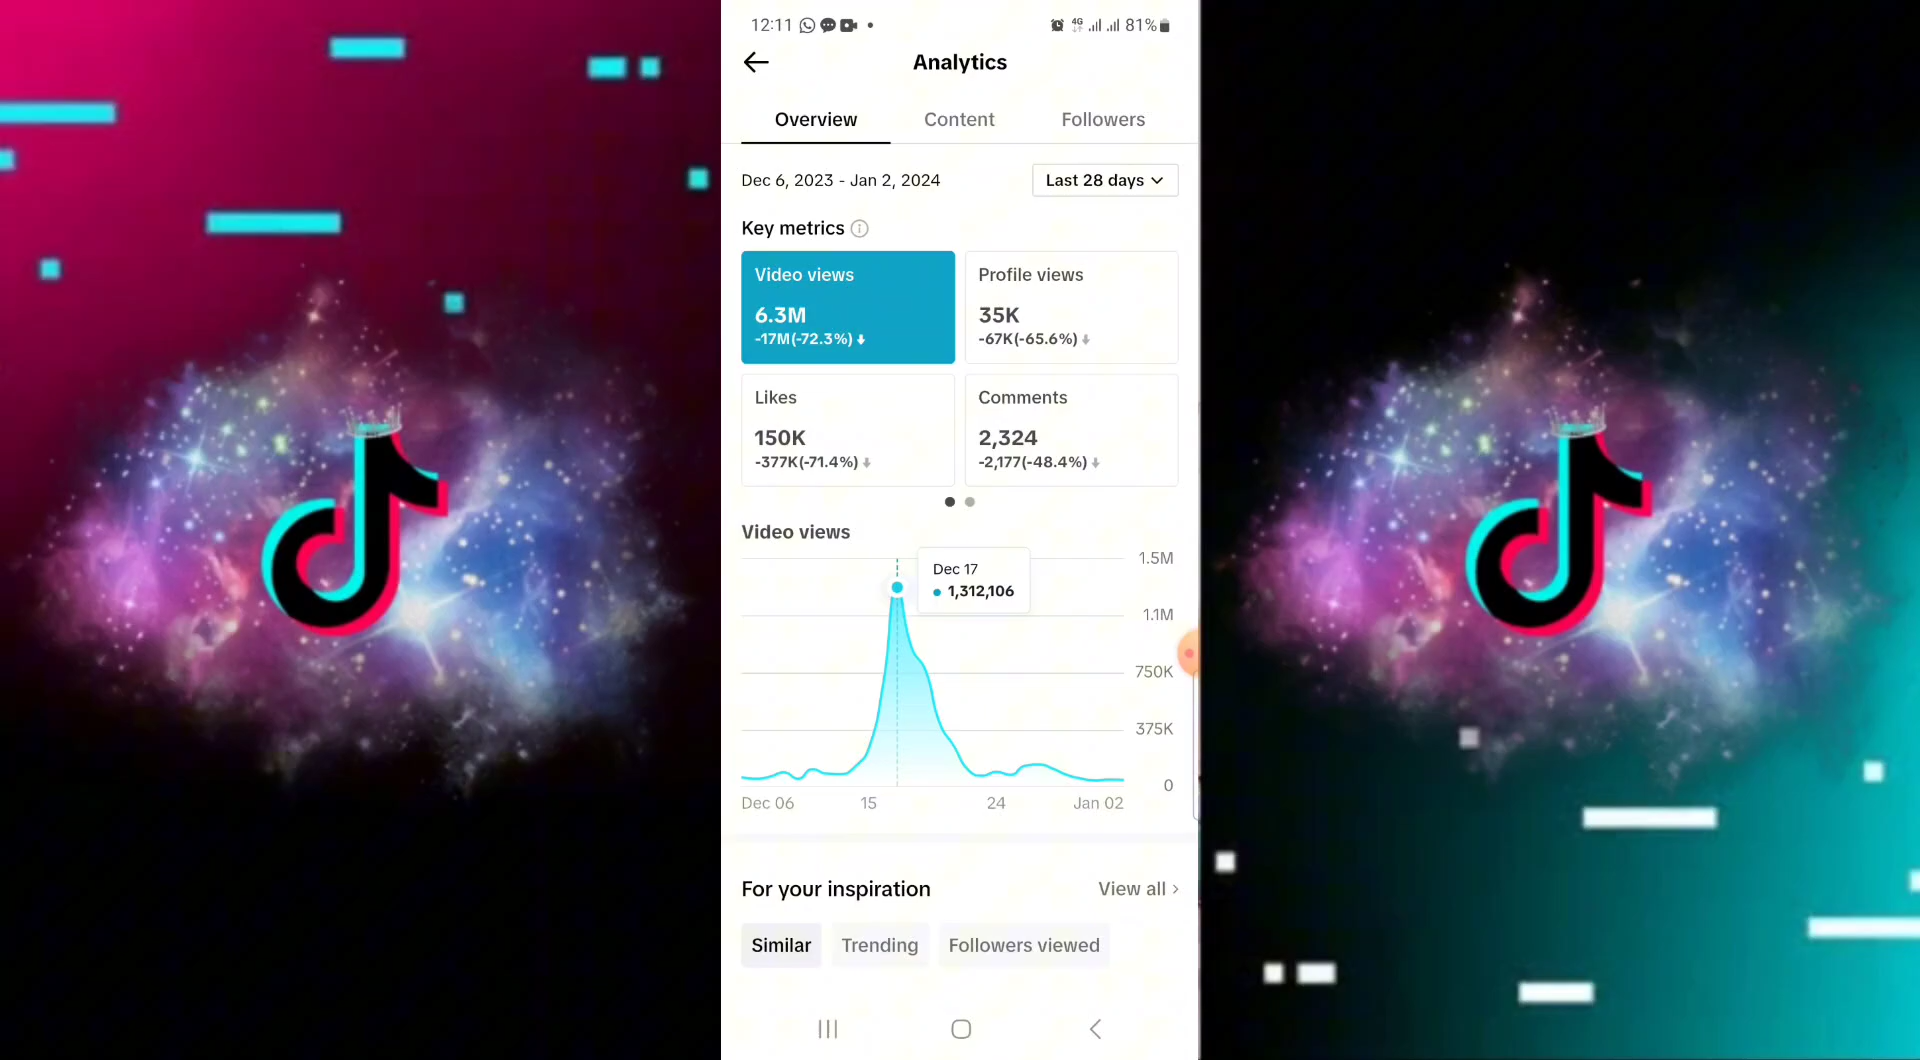 12:11 4G 81%
Analytics
Overview Content Followers
Dec 6, 2023 - Jan 2, 2024 Last 28 days
Key metrics
Video views Profile views
6.3M 35K
-17M(-72.3%) -67K(-65.6%)
Likes Comments
150K 2,324
-377K(-71.4%) -2,177(-48.4%)
Video views
1.5M
Dec 17
1,312,106
1.1M
750K
375K
0
Dec 06 15 24 Jan 02
For your inspiration View all >
Similar Trending Followers viewed